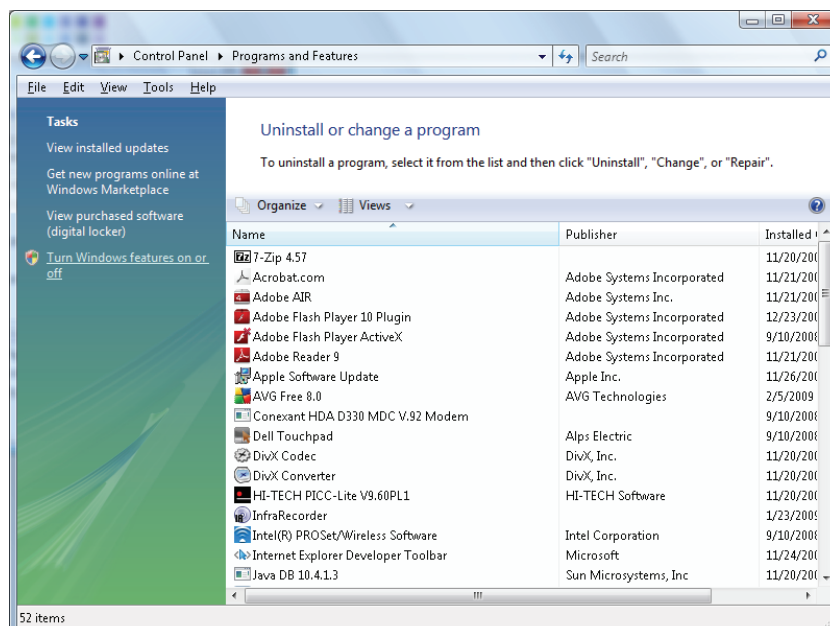 Control Panel ▸ Programs and Features
Search
File Edit View Tools Help
Tasks
View installed updates
Get new programs online at
Windows Marketplace
View purchased software
(digital locker)
Turn Windows features on or
off
Uninstall or change a program
To uninstall a program, select it from the list and then click "Uninstall", "Change", or "Repair".
Organize Views
Name Publisher Installed
7-Zip 4.57 11/20/200
Acrobat.com Adobe Systems Incorporated 11/21/200
Adobe AIR Adobe Systems Inc. 11/21/200
Adobe Flash Player 10 Plugin Adobe Systems Incorporated 12/23/200
Adobe Flash Player ActiveX Adobe Systems Incorporated 9/10/2008
Adobe Reader 9 Adobe Systems Incorporated 11/21/200
Apple Software Update Apple Inc. 11/26/200
AVG Free 8.0 AVG Technologies 2/5/2009
Conexant HDA D330 MDC V.92 Modem 9/10/2008
Dell Touchpad Alps Electric 9/10/2008
DivX Codec DivX, Inc. 11/20/200
DivX Converter DivX, Inc. 11/20/200
HI-TECH PICC-Lite V9.60PL1 HI-TECH Software 11/20/200
InfraRecorder 1/23/2009
Intel(R) PROSet/Wireless Software Intel Corporation 9/10/2008
Internet Explorer Developer Toolbar Microsoft 11/24/200
Java DB 10.4.1.3 Sun Microsystems, Inc 11/20/200
52 items